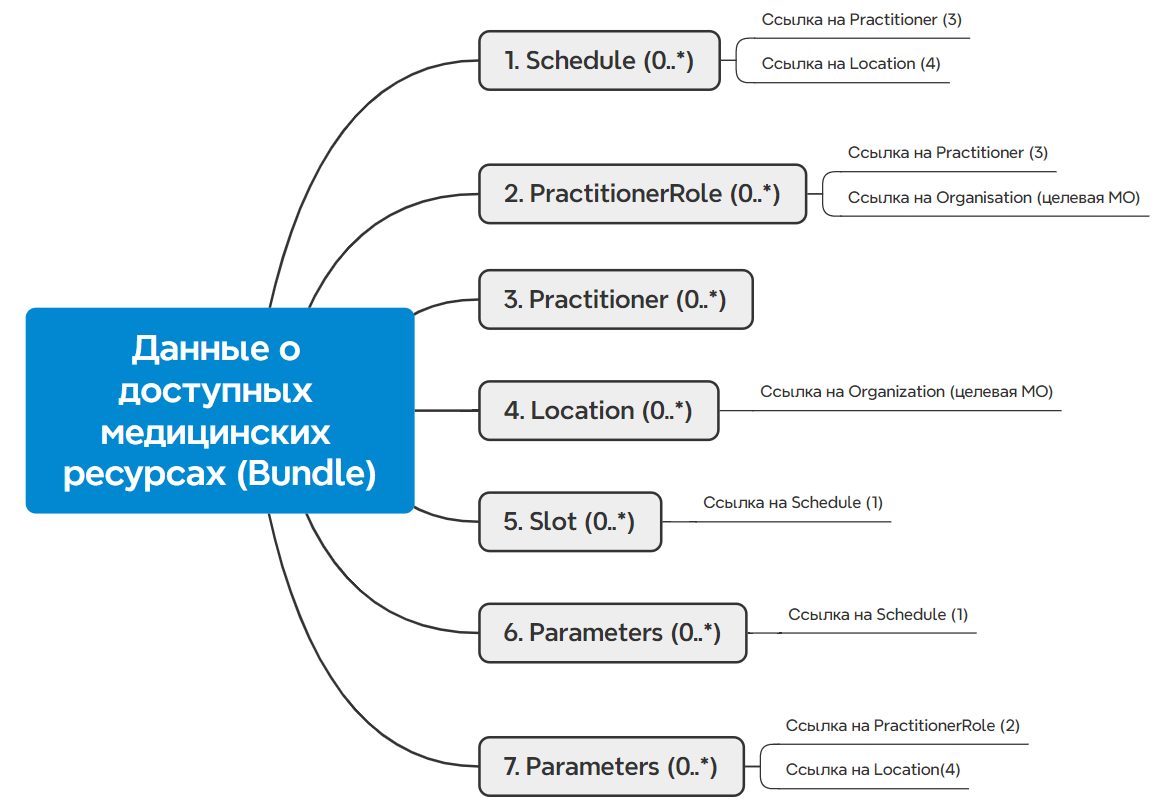 Данные о
доступных
медицинских
ресурсах (Bundle)
1. Schedule (0..*)
Ссылка на Practitioner (3)
Ссылка на Location (4)
2. PractitionerRole (0..*)
Ссылка на Practitioner (3)
Ссылка на Organisation (целевая МО)
3. Practitioner (0..*)
4. Location (0..*)
Ссылка на Organization (целевая МО)
5. Slot (0..*)
Ссылка на Schedule (1)
6. Parameters (0..*)
Ссылка на Schedule (1)
7. Parameters (0..*)
Ссылка на PractitionerRole (2)
Ссылка на Location(4)